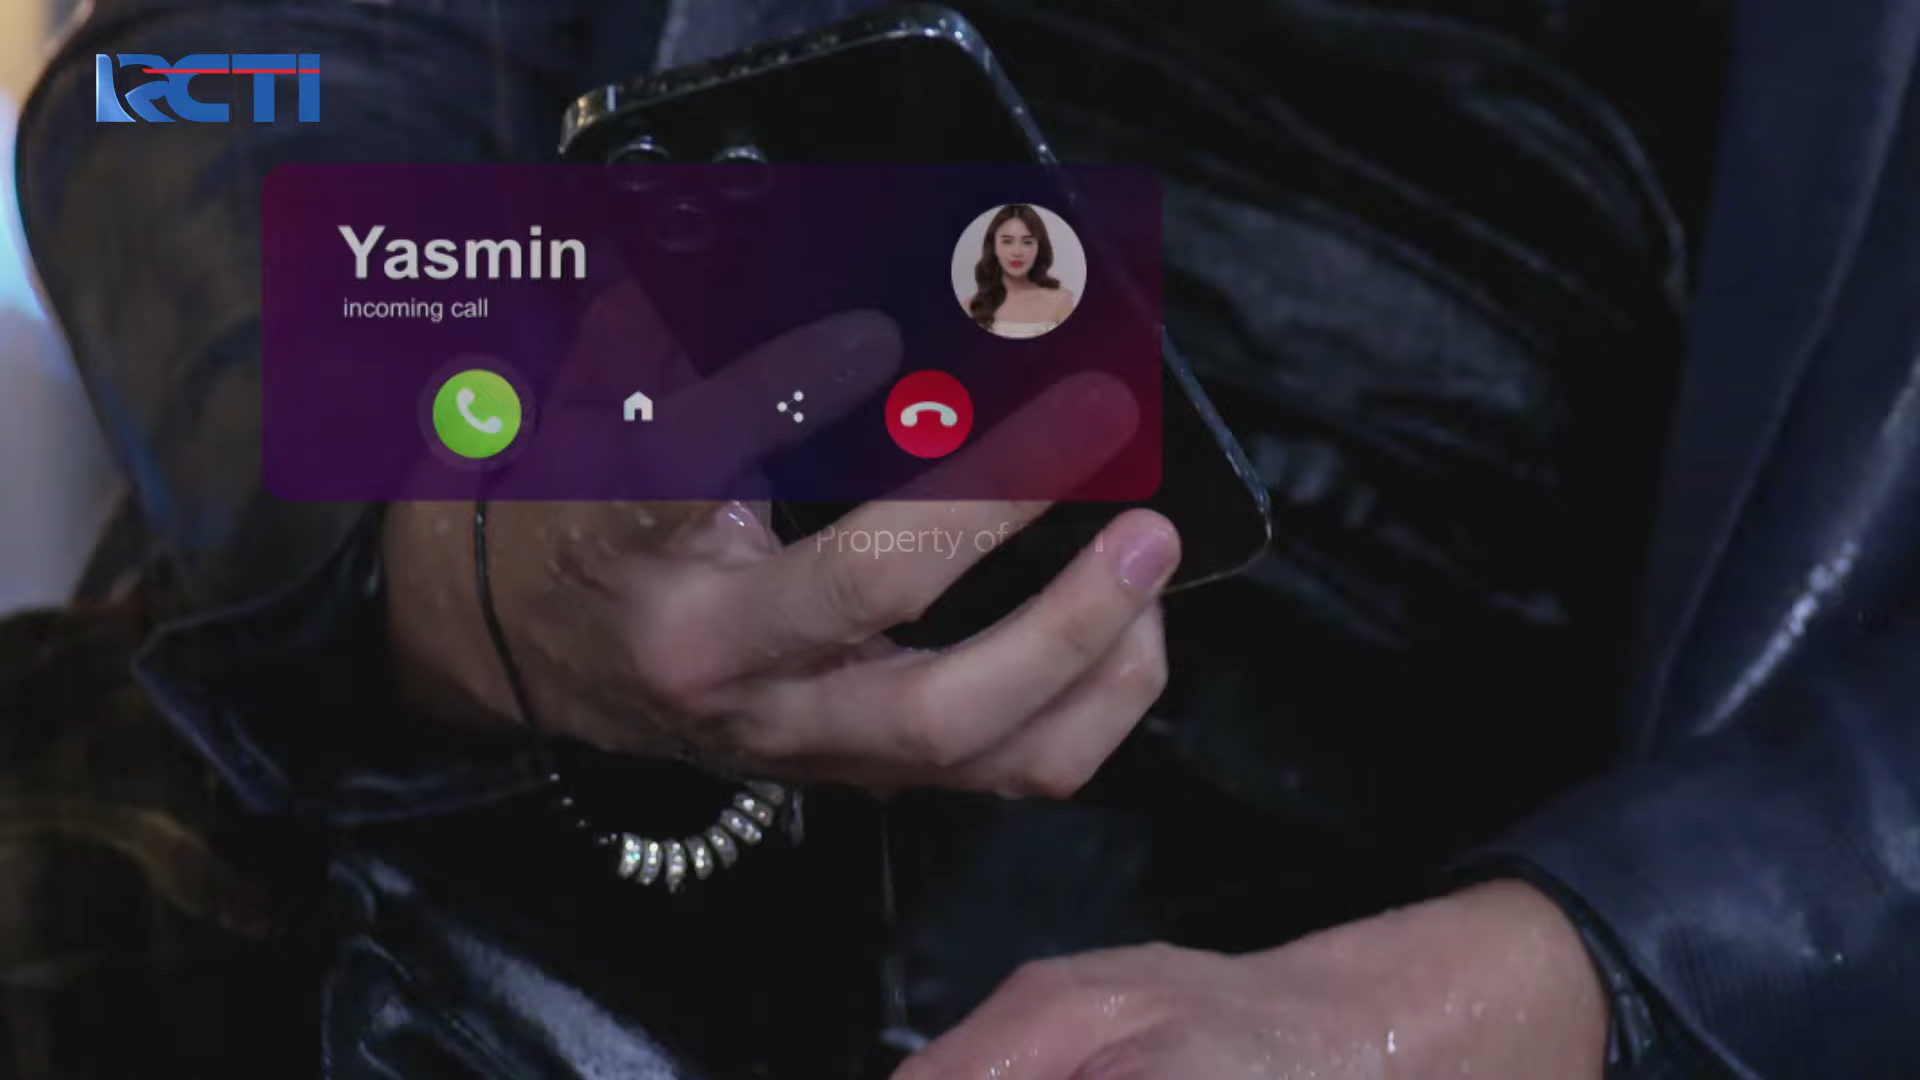 RCTI
Yasmin
incoming call
Property of